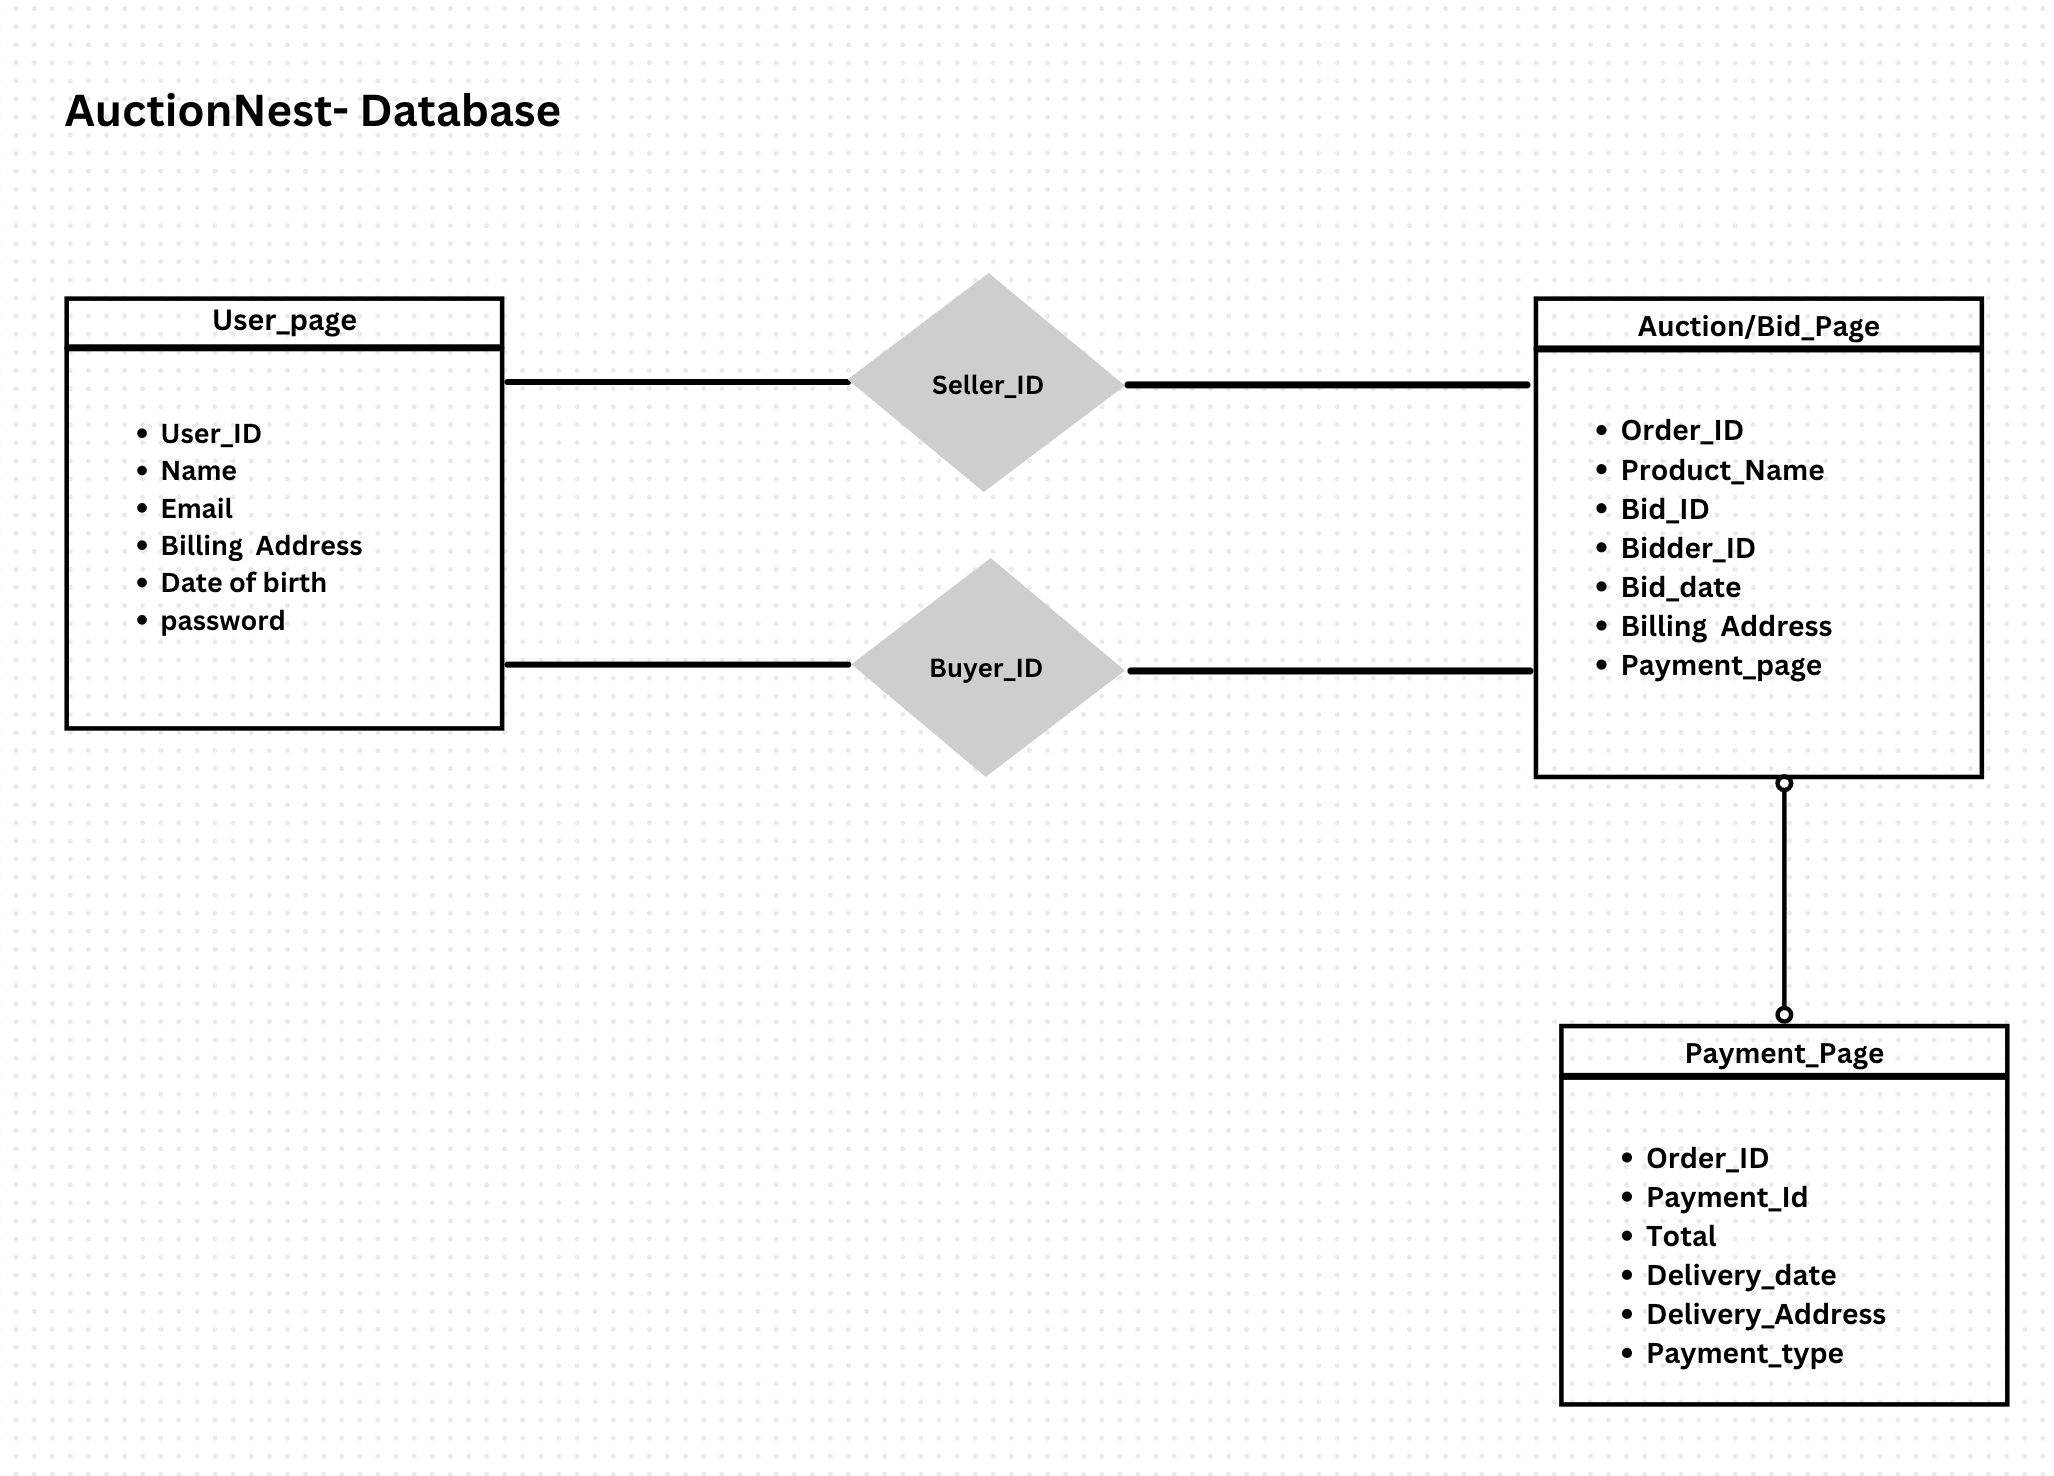 AuctionNest- Database
User_page
User_ID
Name
Email
Billing  Address
Date of birth
password
Seller_ID
Buyer_ID
Auction/Bid_Page
Order_ID
Product_Name
Bid_ID
Bidder_ID
Bid_date
Billing  Address
Payment_page
Payment_Page
Order_ID
Payment_Id
Total
Delivery_date
Delivery_Address
Payment_type